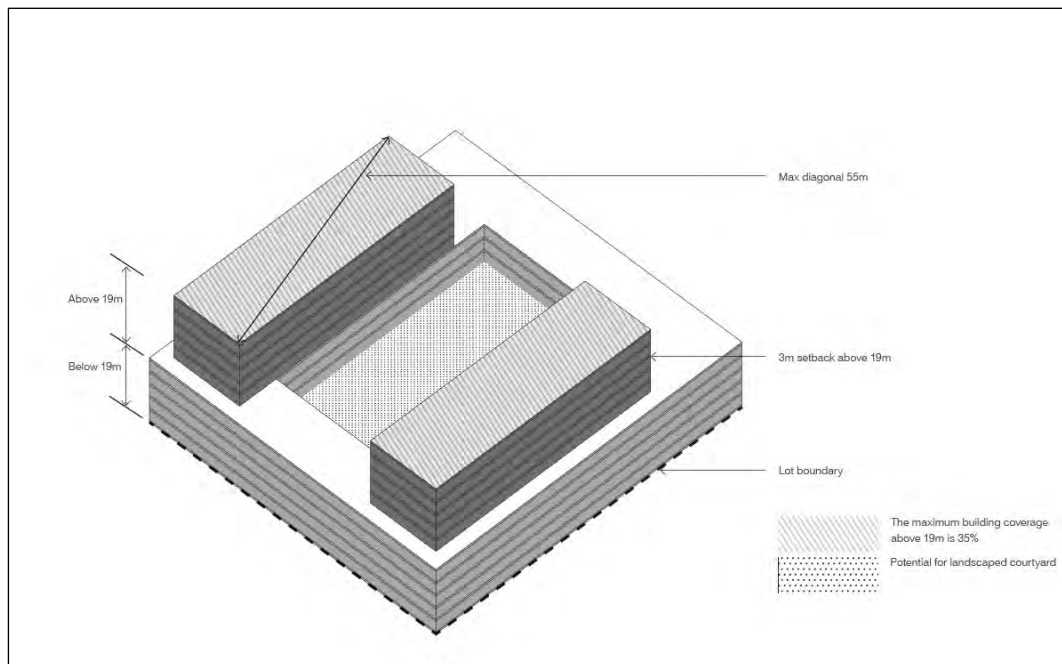 Max diagonal 55m
Above 19m
Below 19m
3m setback above 19m
Lot boundary
The maximum building coverage
above 19m is 35%
Potential for landscaped courtyard